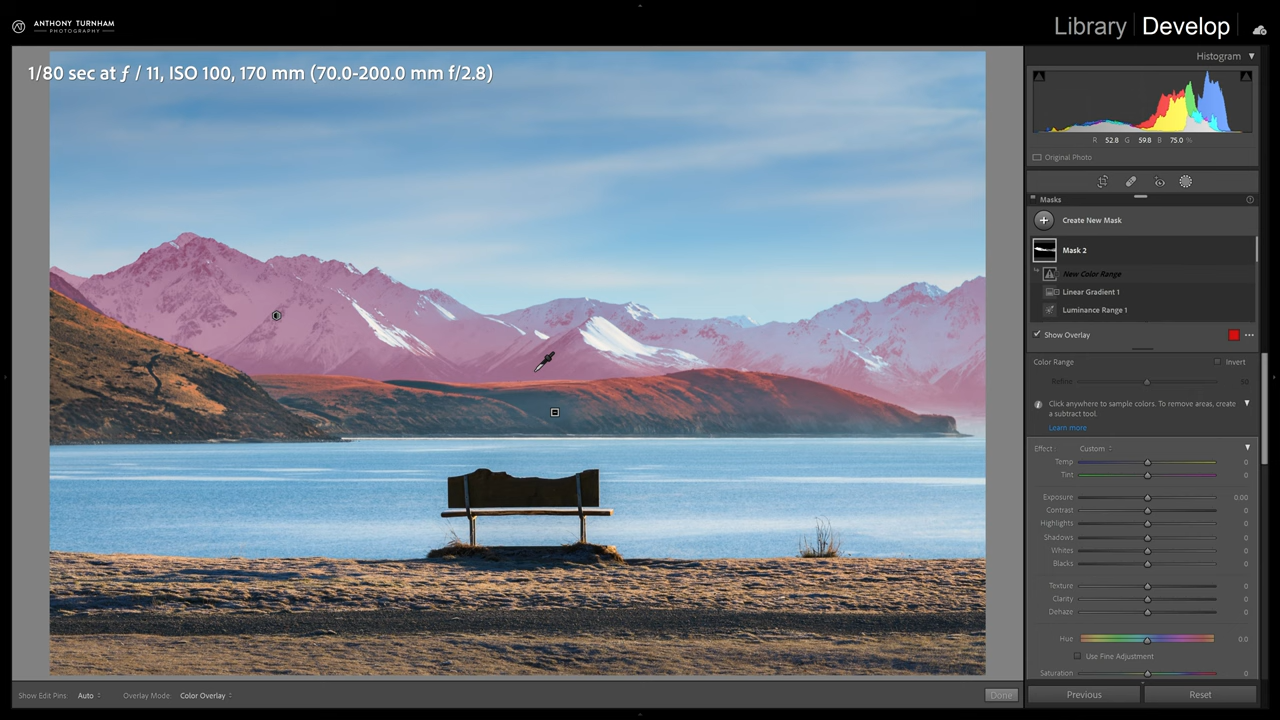 ANTHONY TURNHAM
PHOTOGRAPHY
Library
Develop
1/80 sec at ƒ / 11, ISO 100, 170 mm (70.0-200.0 mm f/2.8)
Histogram
R 52.8 G 59.8 B 75.0 %
Original Photo
Masks
Create New Mask
Mask 2
New Color Range
Linear Gradient 1
Luminance Range 1
Show Overlay
Color Range
Invert
Refine 50
Click anywhere to sample colors. To remove areas, create
a subtract tool.
Learn more
Effect: Custom
Temp 0
Tint 0
Exposure 0.00
Contrast 0
Highlights 0
Shadows 0
Whites 0
Blacks 0
Texture 0
Clarity 0
Dehaze 0
Hue 0.0
Use Fine Adjustment
Saturation 0
Show Edit Pins: Auto Overlay Mode: Color Overlay
Done
Previous
Reset